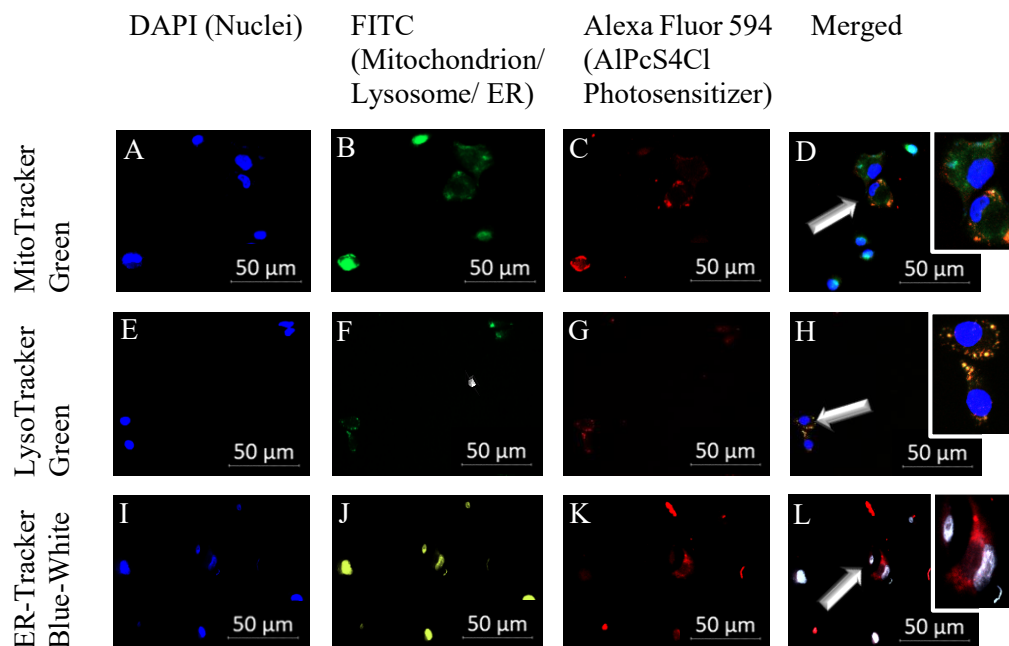 DAPI (Nuclei)
FITC
(Mitochondrion/
Lysosome/ ER)
Alexa Fluor 594
(AlPcS4Cl
Photosensitizer)
Merged
MitoTracker
Green
A
50 µm
B
50 µm
C
50 µm
D
50 µm
LysoTracker
Green
E
50 µm
F
50 µm
G
50 µm
H
50 µm
ER-Tracker
Blue-White
I
50 µm
J
50 µm
K
50 µm
L
50 µm